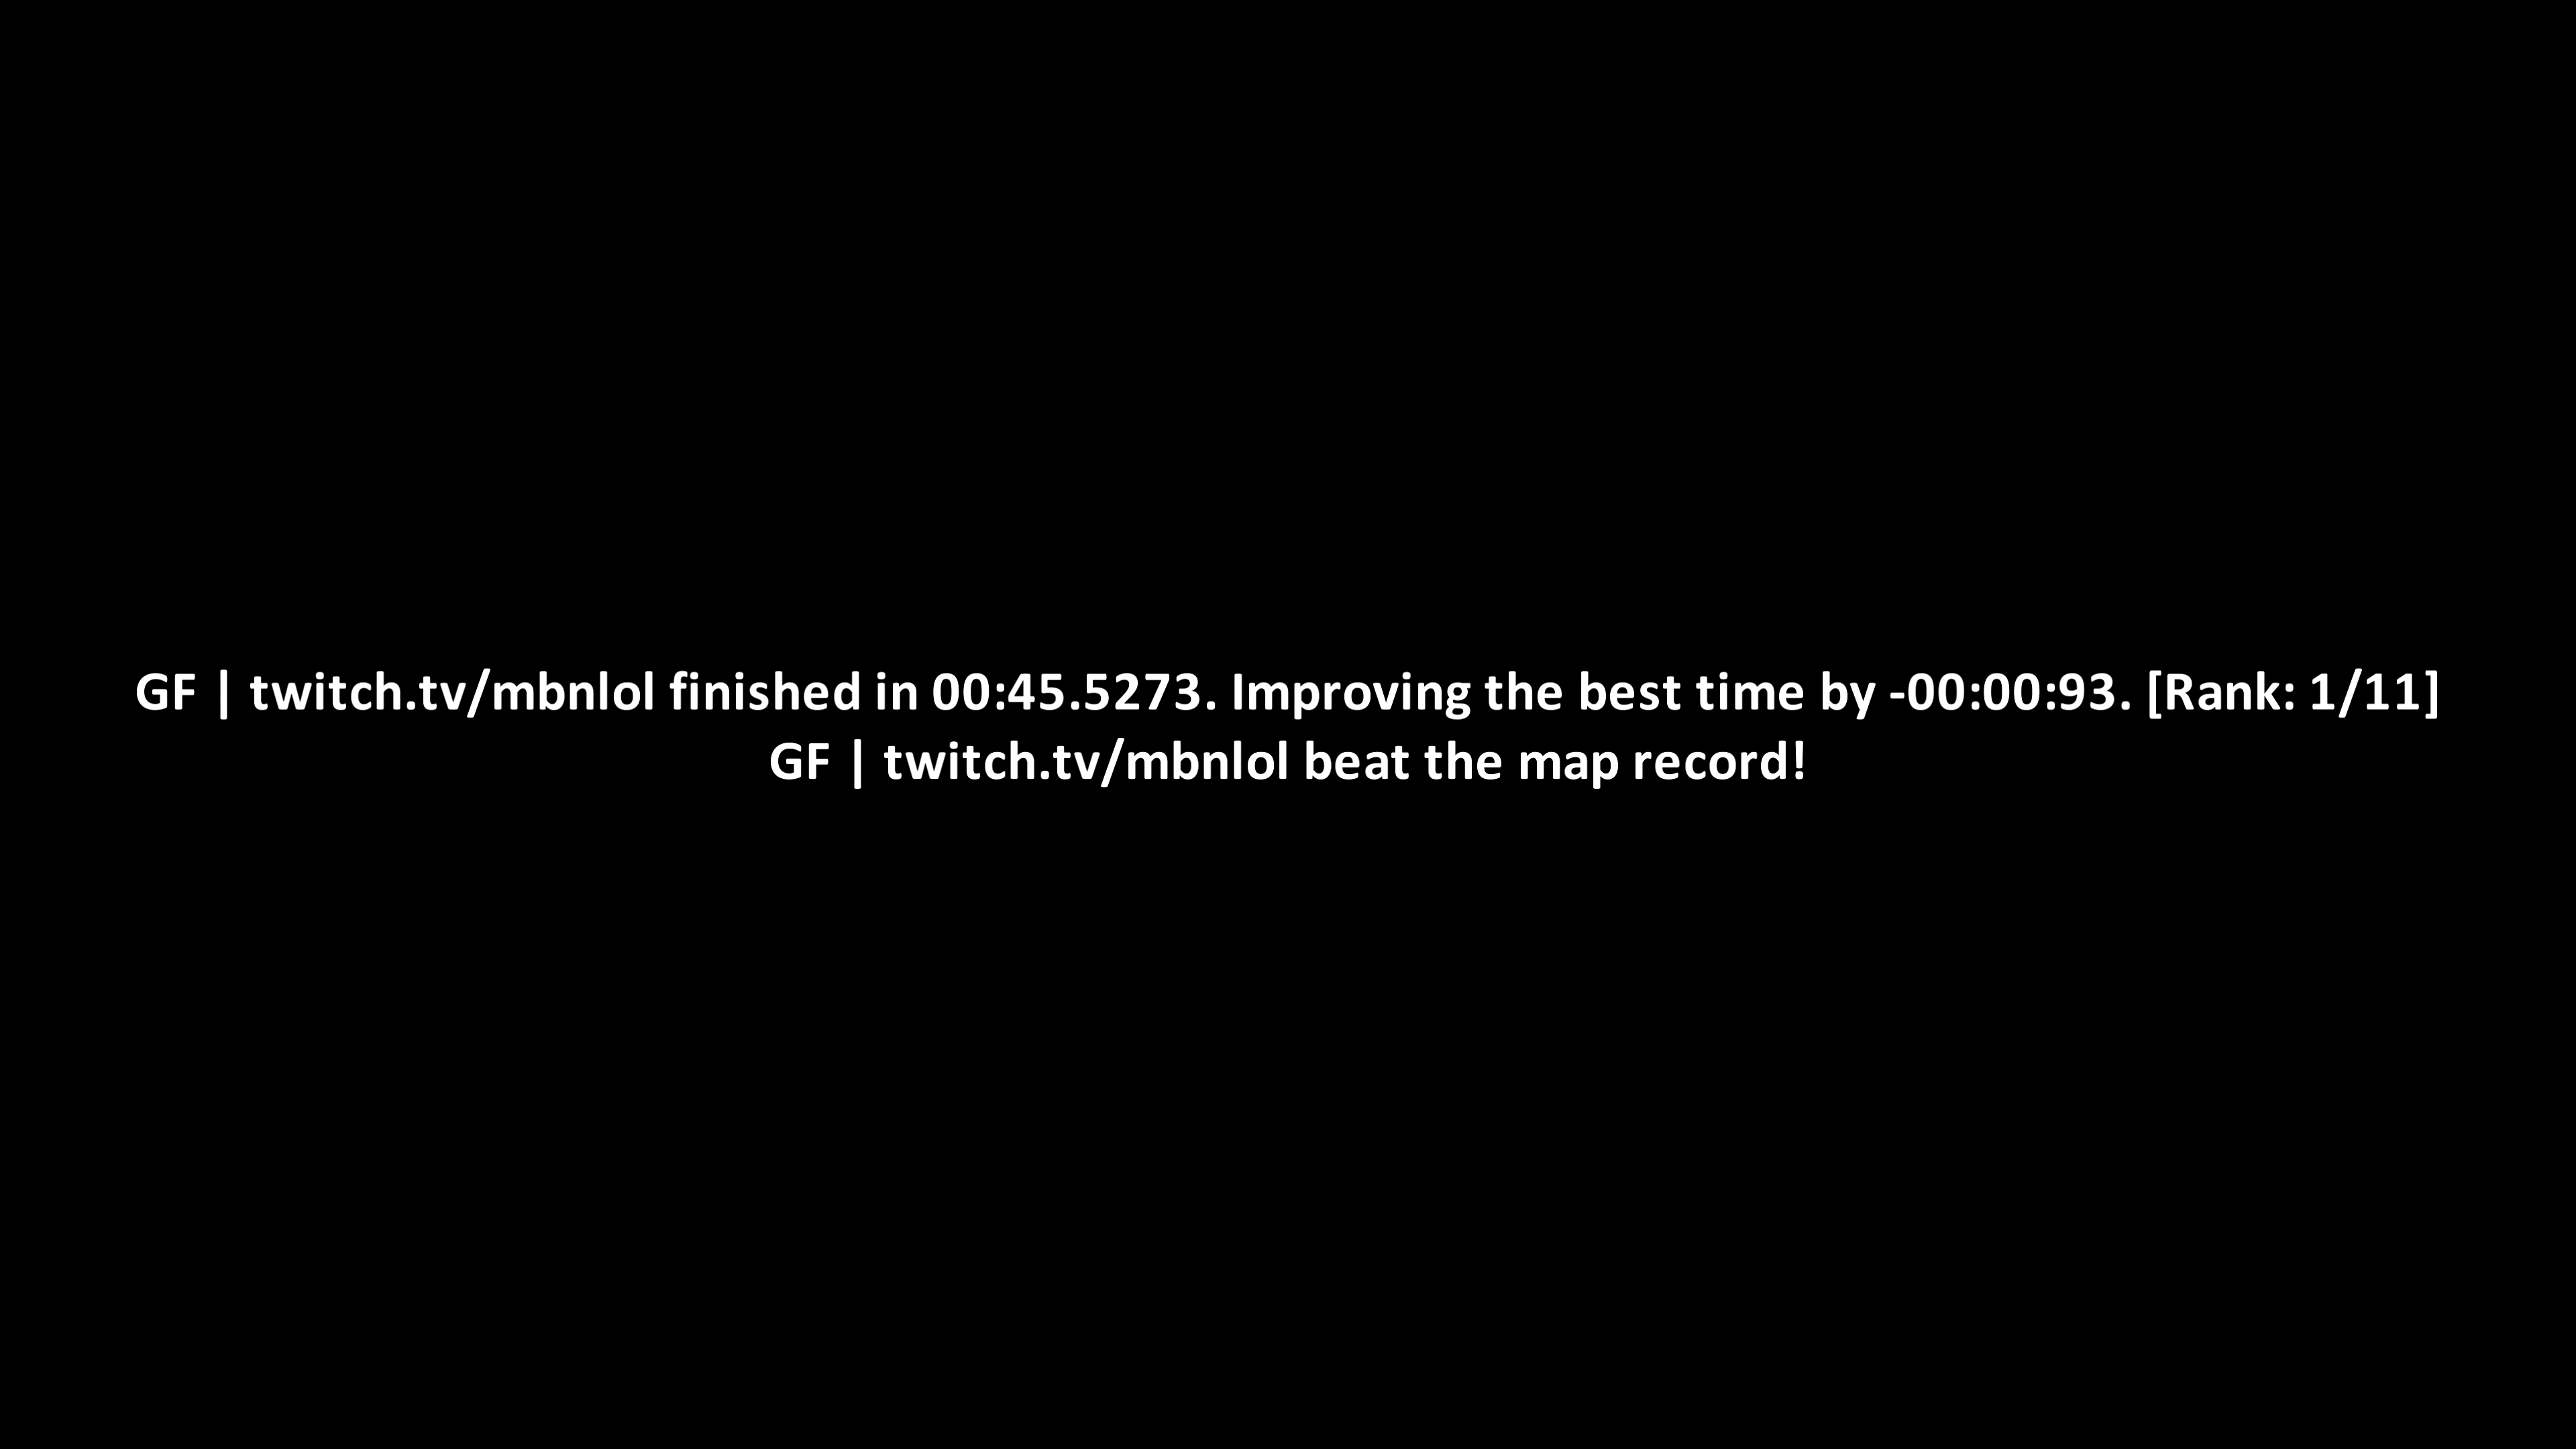 GF | twitch.tv/mbnlol finished in 00:45.5273. Improving the best time by -00:00:93. [Rank: 1/11]
GF | twitch.tv/mbnlol beat the map record!